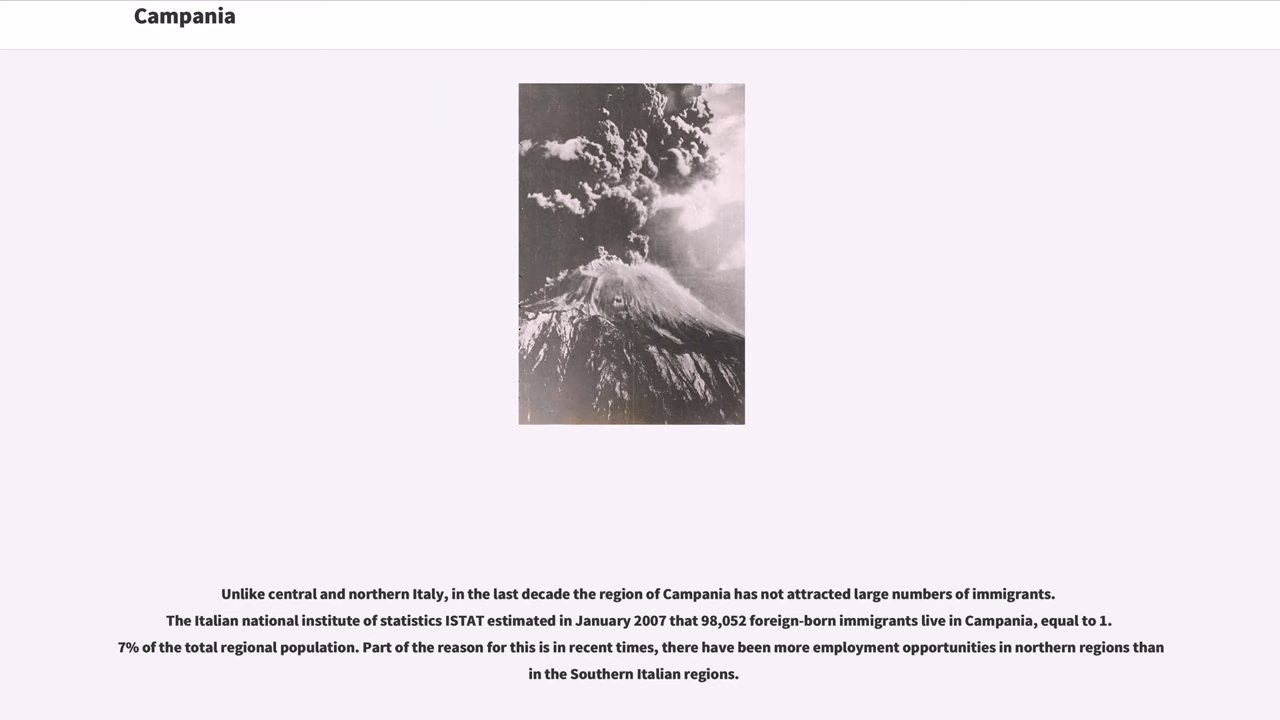 Campania
Unlike central and northern Italy, in the last decade the region of Campania has not attracted large numbers of immigrants.
The Italian national institute of statistics ISTAT estimated in January 2007 that 98,052 foreign-born immigrants live in Campania, equal to 1.
7% of the total regional population. Part of the reason for this is in recent times, there have been more employment opportunities in northern regions than
in the Southern Italian regions.